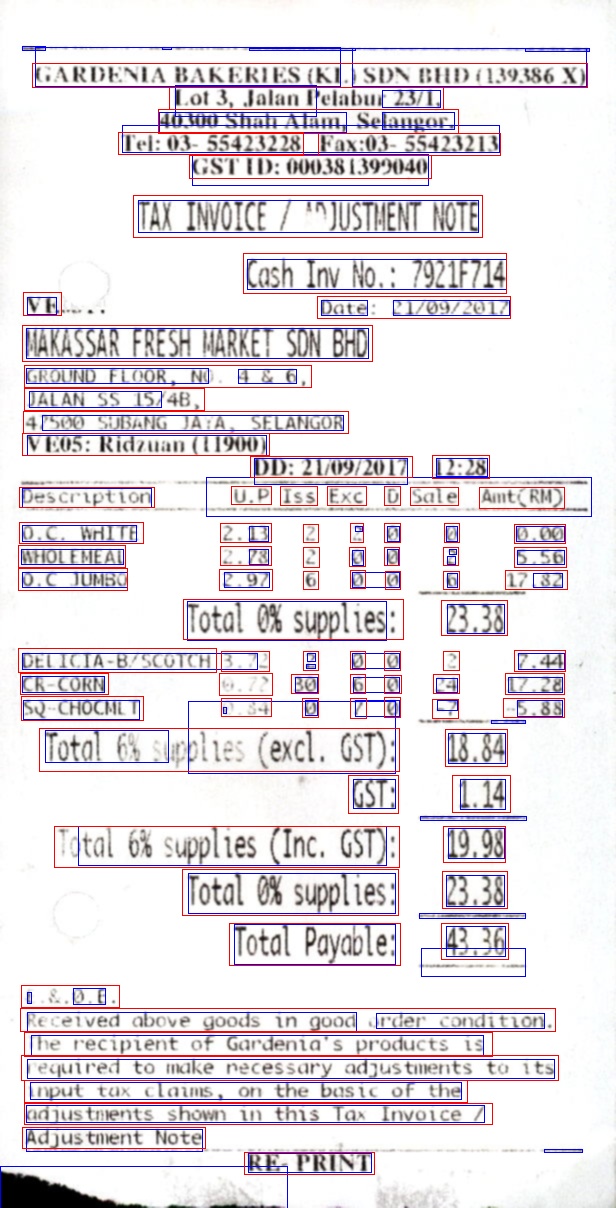 GARDENIA BAKERIES (KL) SDN BHD (139386 X)
Lot 3, Jalan Pelabur 23/1,
40300 Shah Alam, Selangor.
Tel: 03- 55423228 Fax:03- 55423213
GST ID: 000381399040
TAX INVOICE / ADJUSTMENT NOTE
Cash Inv No.: 7921F714
Date: 21/09/2017
MAKASSAR FRESH MARKET SDN BHD
GROUND FLOOR, NO. 4 & 6,
JALAN SS 15/4B,
47500 SUBANG JAYA, SELANGOR
VE05: Ridzuan (11900)
DD: 21/09/2017 12:28
Description U.P Iss Exc D Sale Amt(RM)
O.C. WHITE 2.13 2 2 0 0 0.00
WHOLEMEAL 2.78 2 0 0 2 5.56
O.C JUMBO 2.97 6 0 0 6 17.82
Total 0% supplies: 23.38
DELICIA-B/SCOTCH 3.72 2 0 0 2 7.44
CR-CORN 0.72 30 6 0 24 17.28
SQ-CHOCMLT 0.84 0 7 0 -7 -5.88
Total 6% supplies (excl. GST): 18.84
GST: 1.14
Total 6% supplies (Inc. GST): 19.98
Total 0% supplies: 23.38
Total Payable: 43.36
E.&.O.E.
Received above goods in good order condition.
The recipient of Gardenia's products is
required to make necessary adjustments to its
input tax claims, on the basic of the
adjustments shown in this Tax Invoice /
Adjustment Note
RE- PRINT